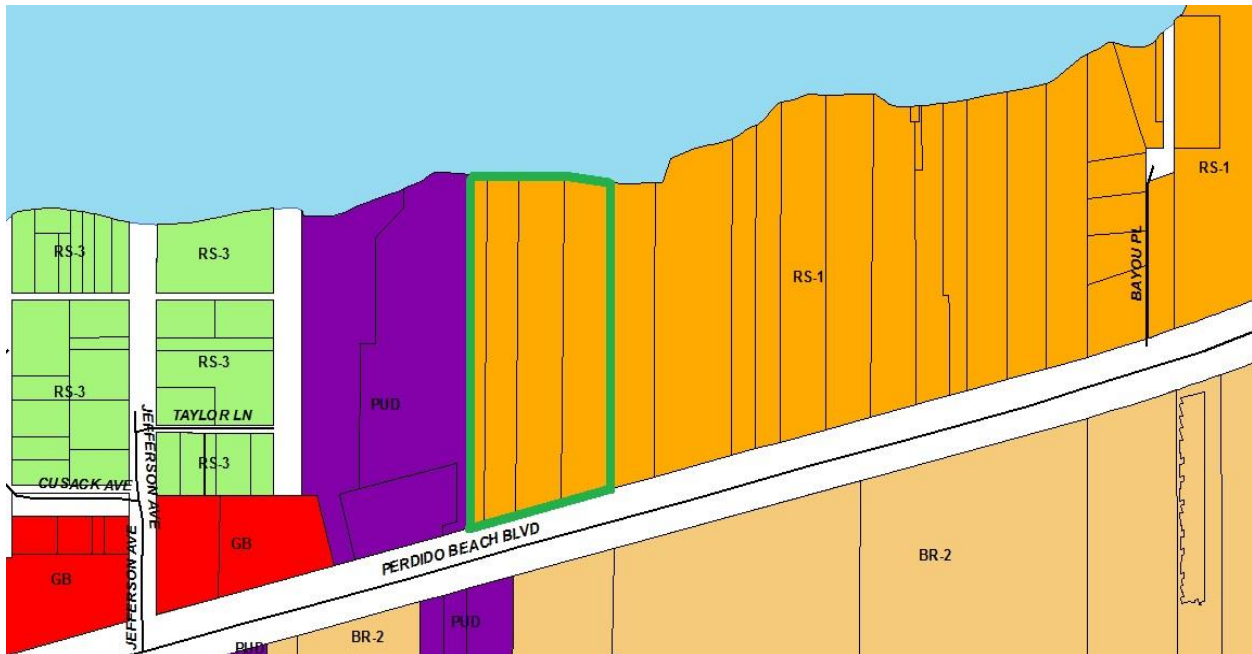 RS-1
RS-3
RS-3
RS-1
BAYOU PL
RS-3
RS-3
PUD
TAYLOR LN
JEFFERSON AVE
RS-3
CUSACK AVE
GB
PERDIDO BEACH BLVD
BR-2
GB
JEFFERSON AVE
PUD
BR-2
PUD